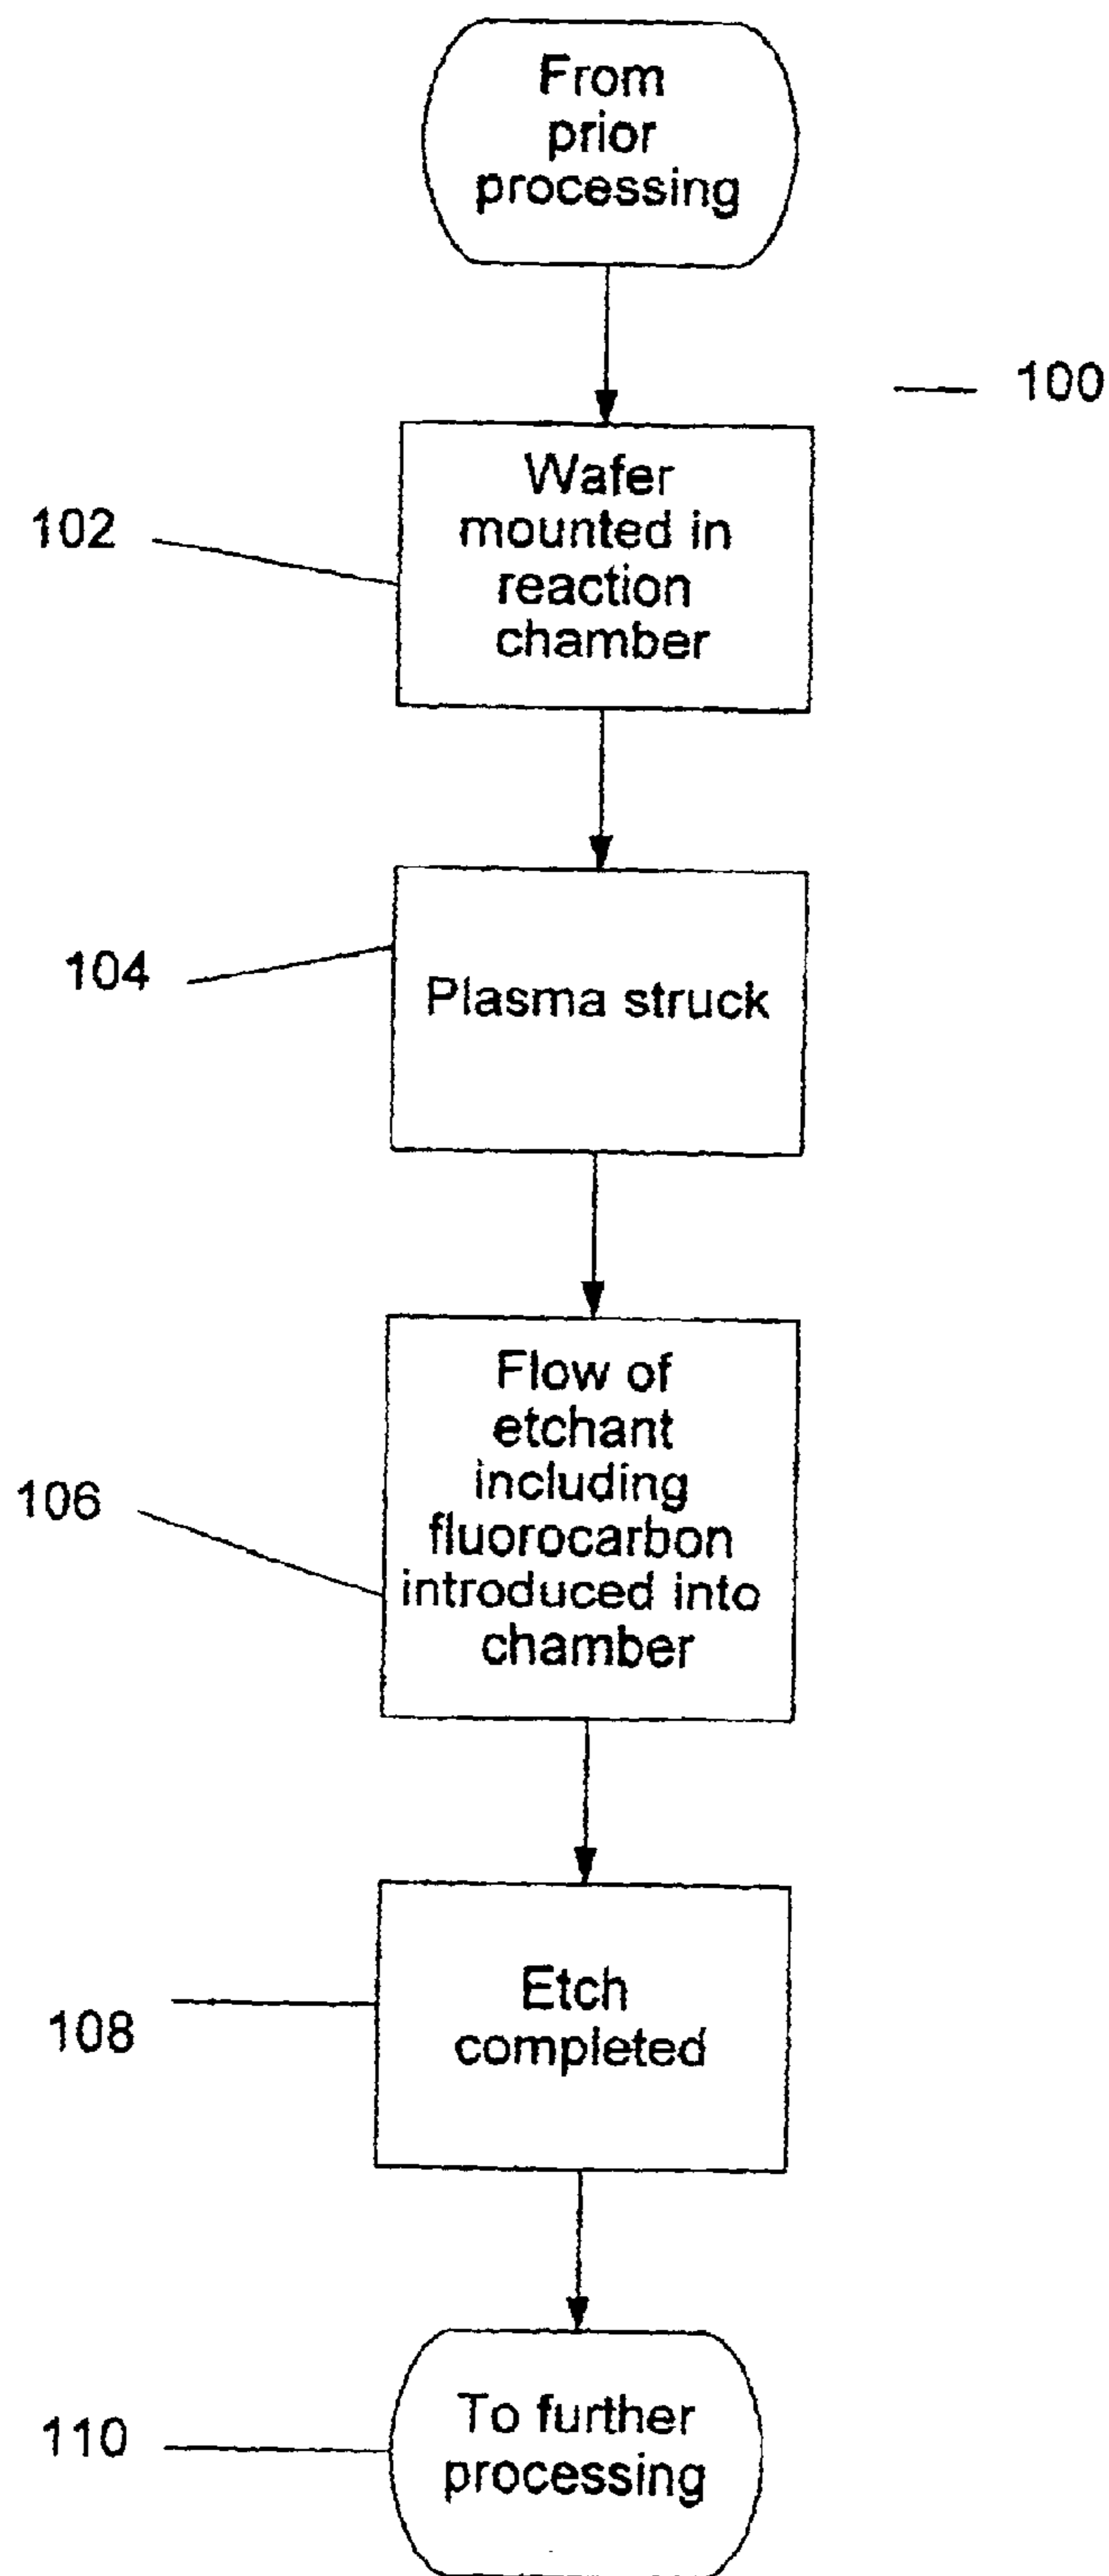 From
prior
processing
100
Wafer
mounted in
reaction
chamber
102
Plasma struck
104
Flow of
etchant
including
fluorocarbon
introduced into
chamber
106
Etch
completed
108
To further
processing
110